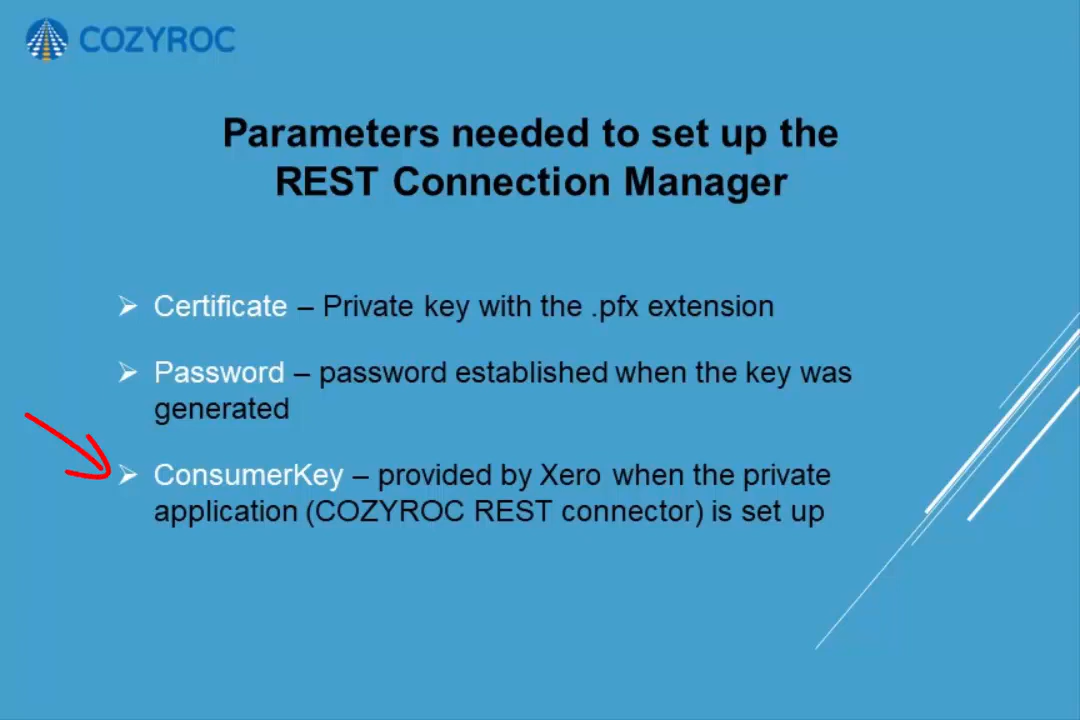 COZYROC
Parameters needed to set up the
REST Connection Manager
Certificate – Private key with the .pfx extension
Password – password established when the key was
generated
ConsumerKey – provided by Xero when the private
application (COZYROC REST connector) is set up